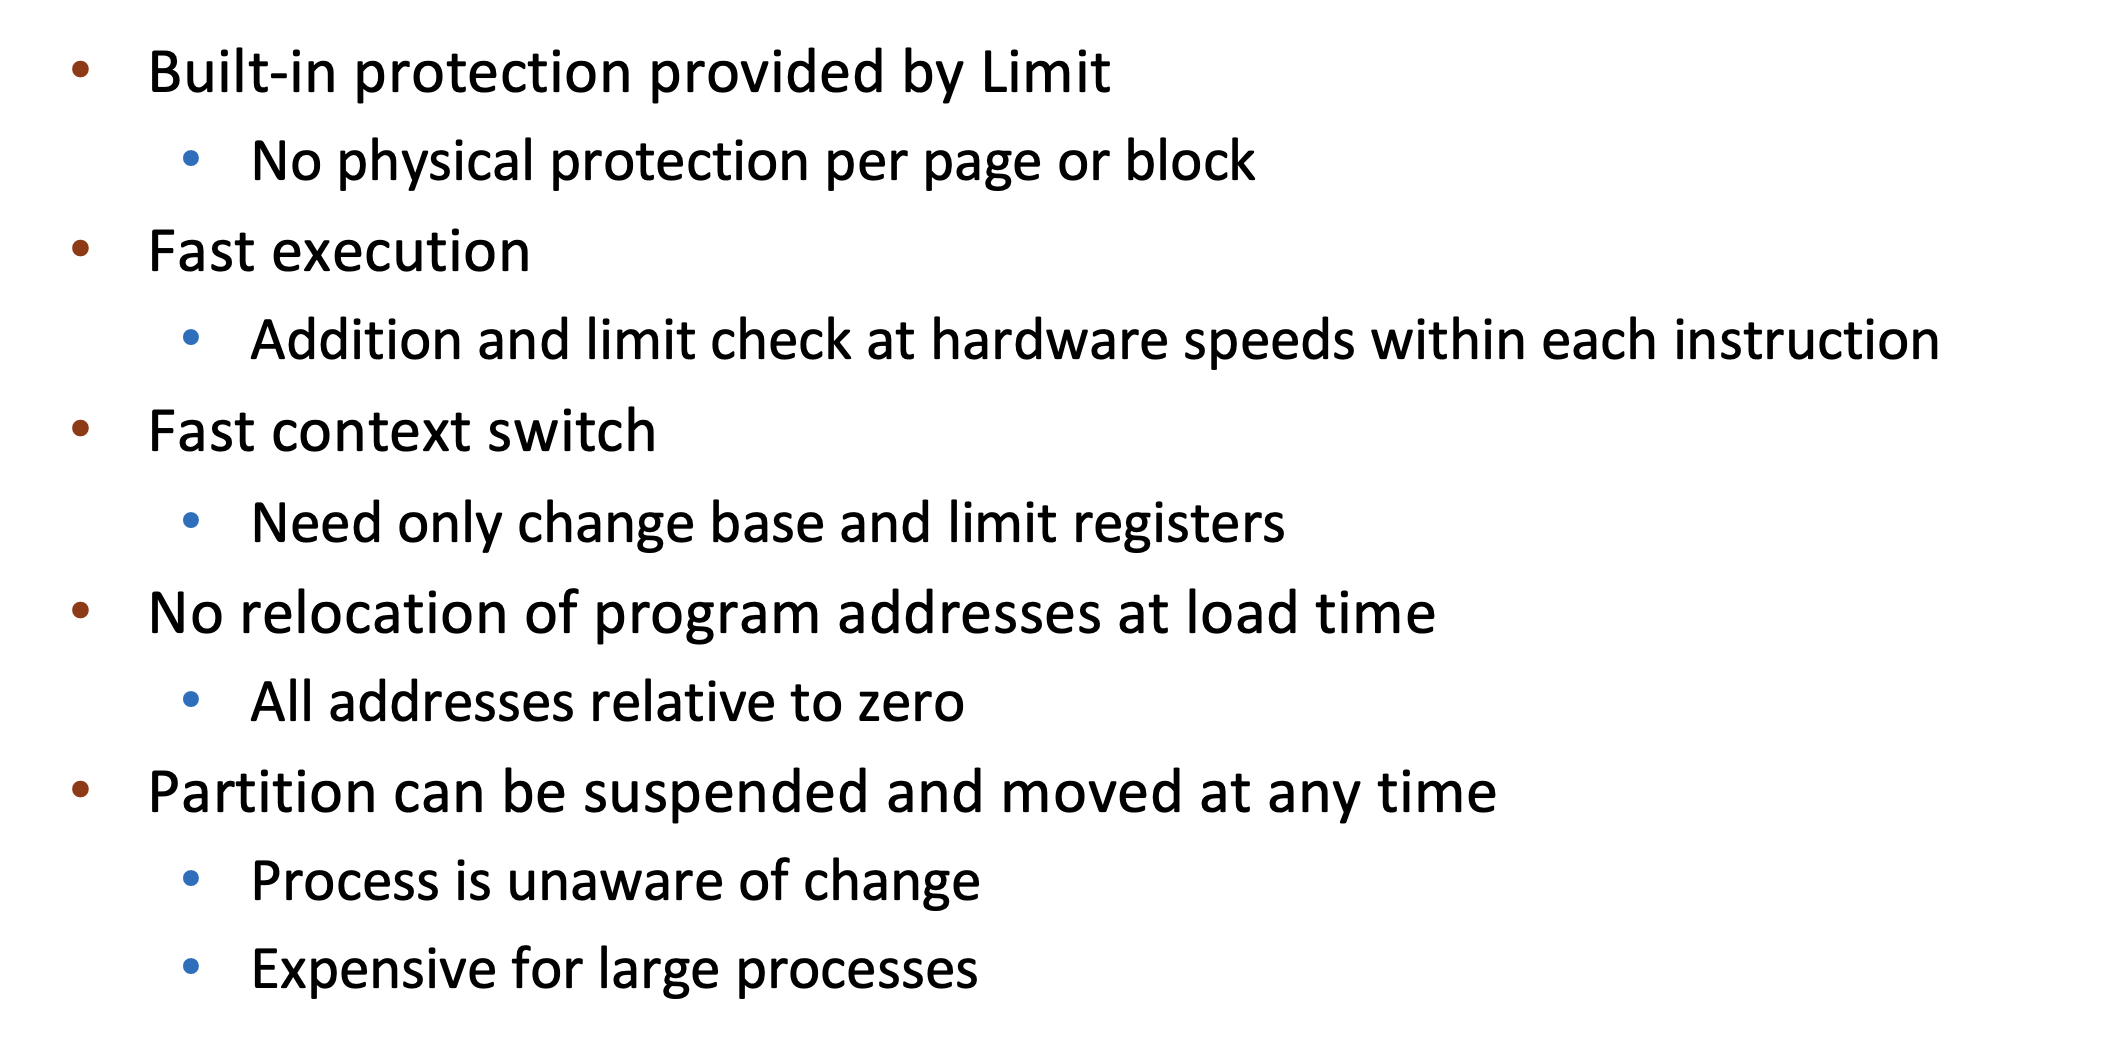 • Built-in protection provided by Limit
• No physical protection per page or block
• Fast execution
• Addition and limit check at hardware speeds within each instruction
• Fast context switch
• Need only change base and limit registers
• No relocation of program addresses at load time
• All addresses relative to zero
• Partition can be suspended and moved at any time
• Process is unaware of change
• Expensive for large processes